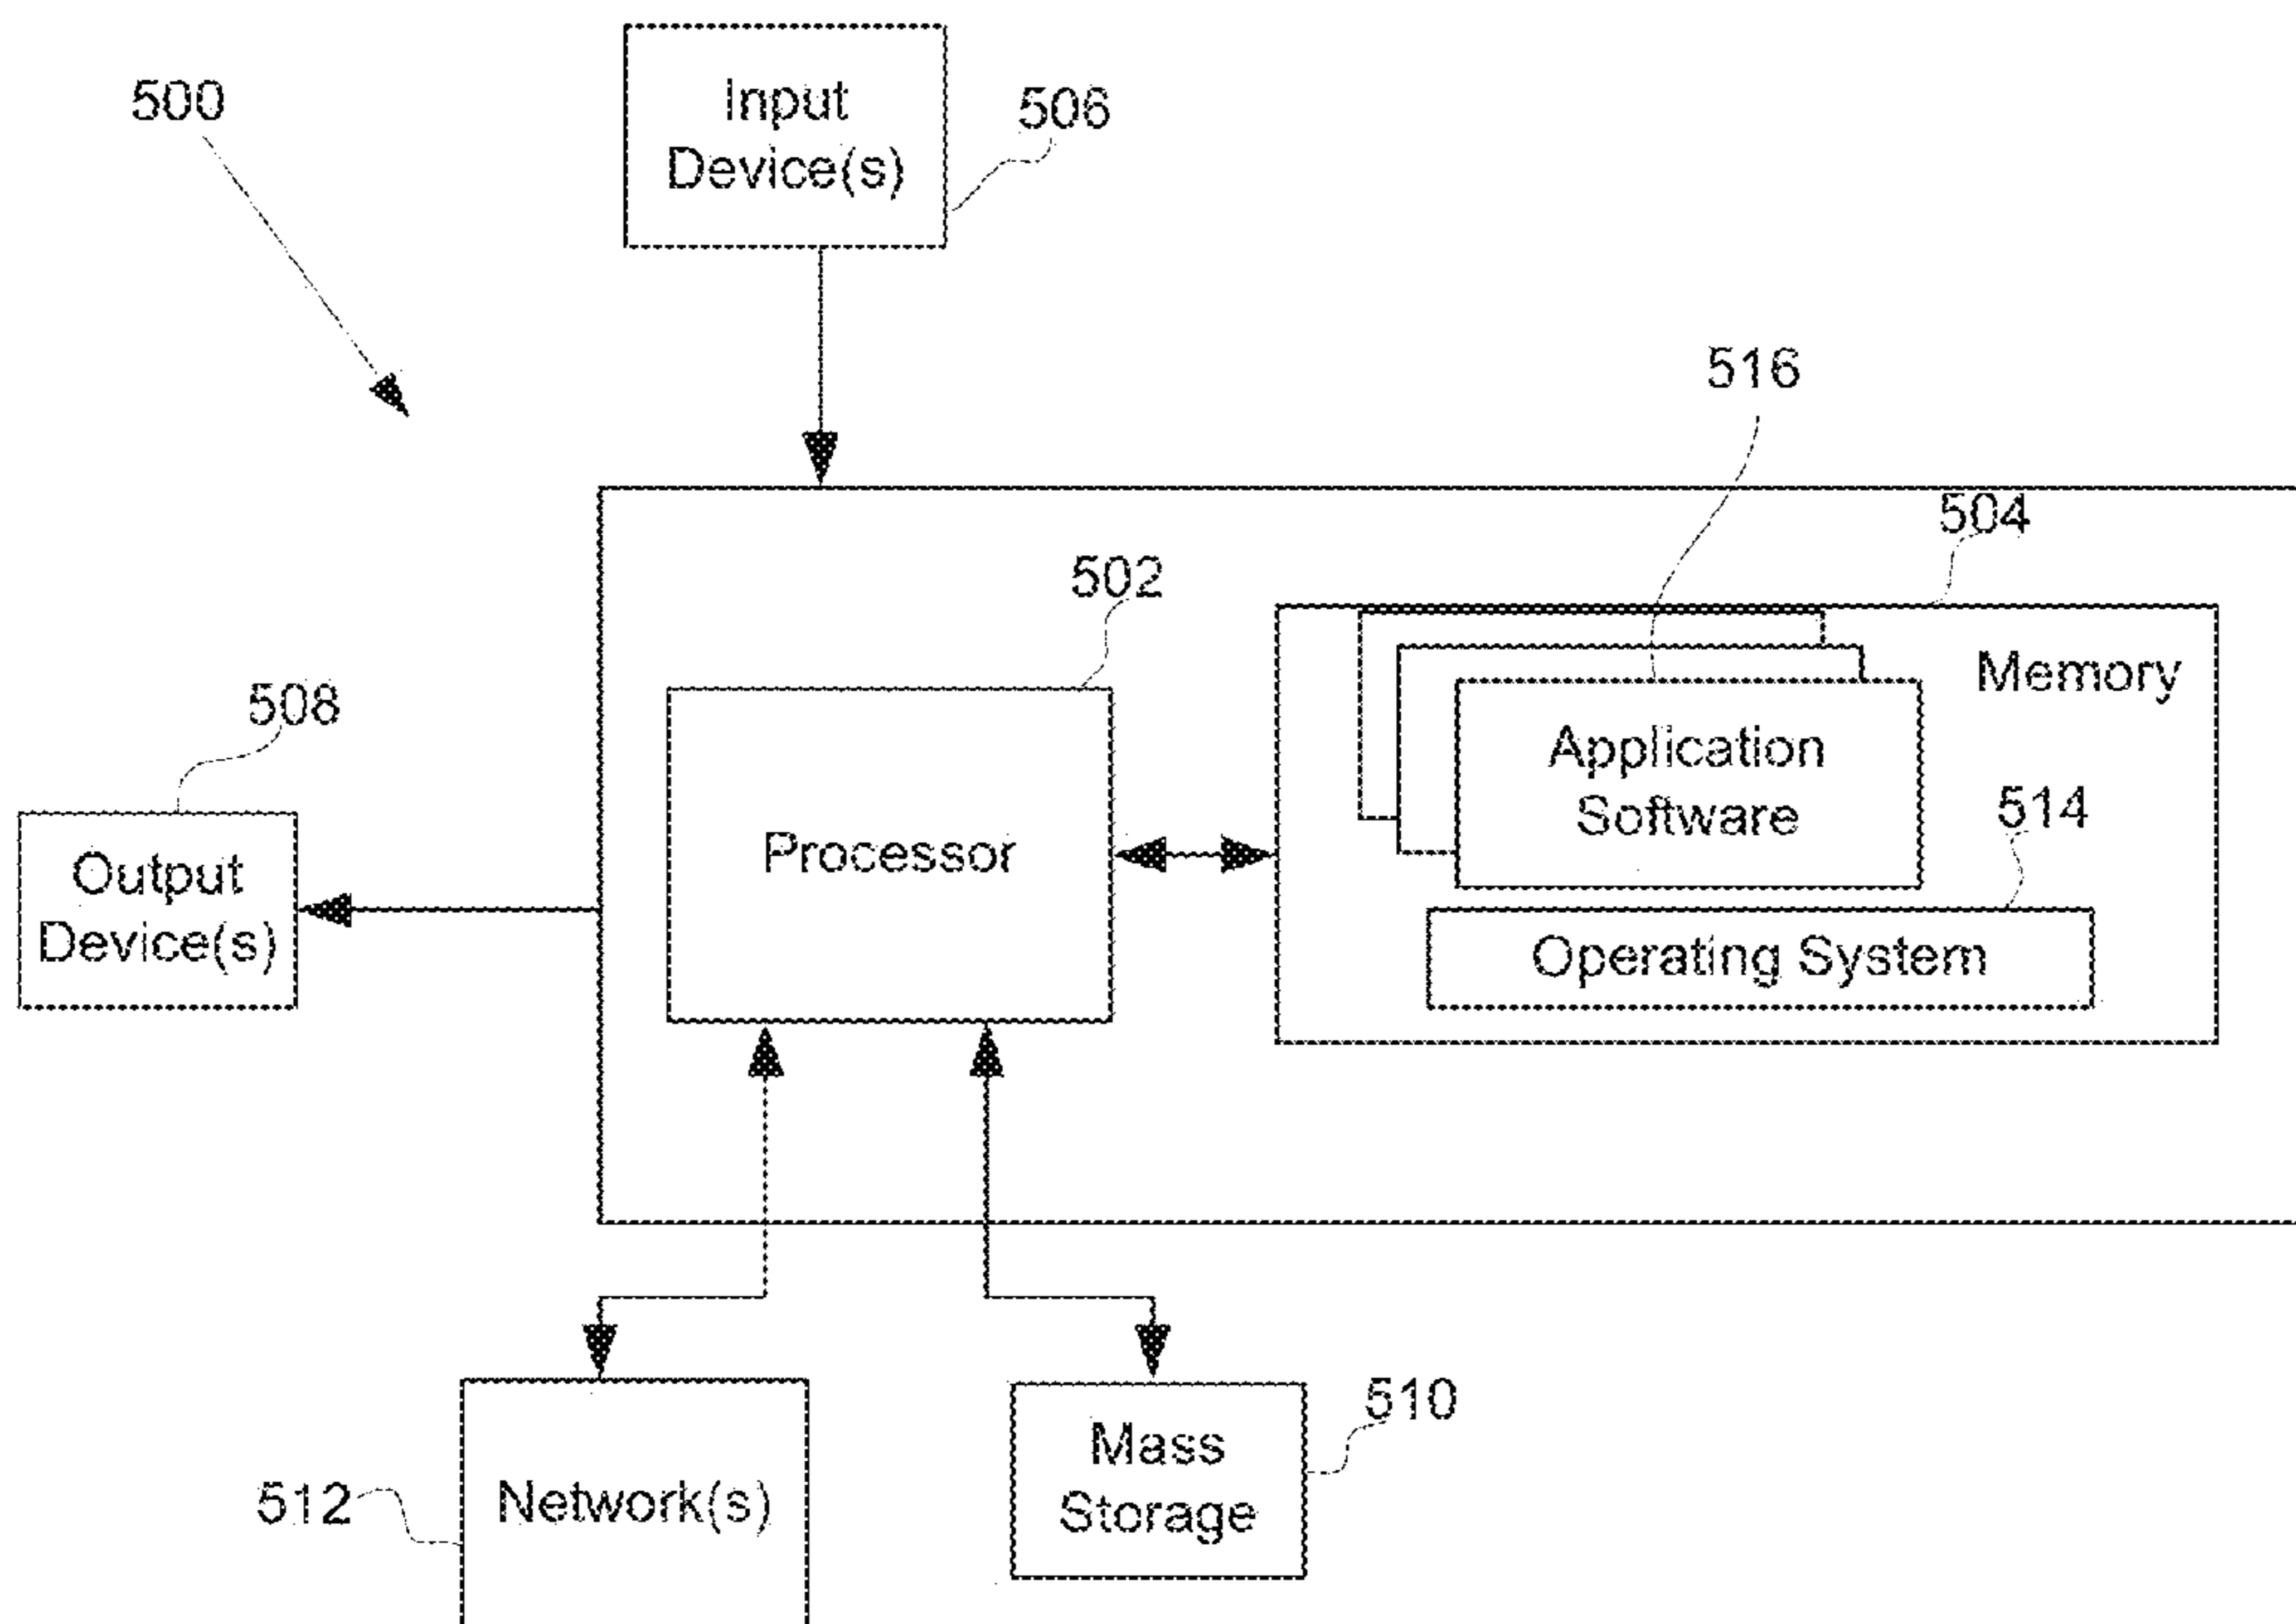 500
Input
Device(s)
506
516
504
502
Memory
508
Application
Software
514
Processor
Output
Device(s)
Operating System
510
Mass
Storage
512
Network(s)